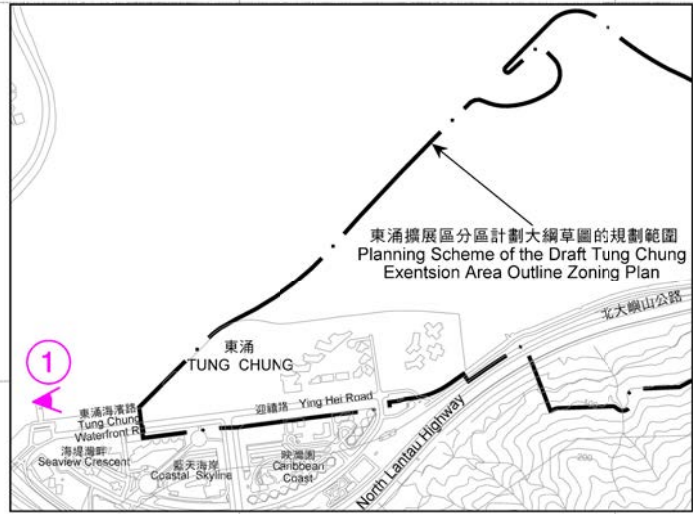 東涌擴展區分區計劃大綱草圖的規劃範圍
Planning Scheme of the Draft Tung Chung
Exentsion Area Outline Zoning Plan
北大嶼山公路
東涌
TUNG CHUNG
1
東涌海濱路
Tung Chung
Waterfront R
迎禧路 Ying Hei Road
海堤灣畔
Seaview Crescent
藍天海岸
Coastal Skyline
映灣園
Caribbean
Coast
North Lantau Highway
200